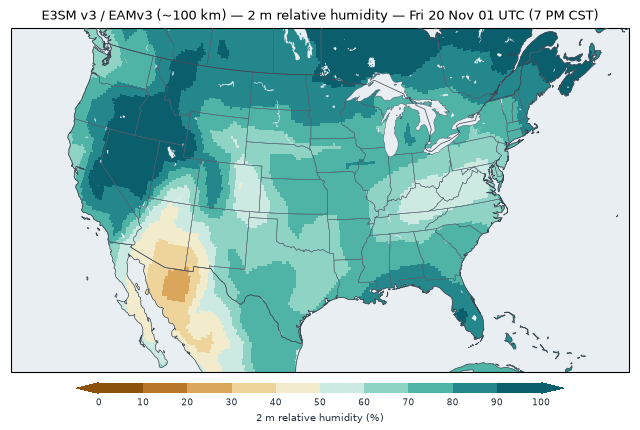 E3SM v3 / EAMv3 (~100 km) — 2 m relative humidity — Fri 20 Nov 01 UTC (7 PM CST)
0 10 20 30 40 50 60 70 80 90 100
2 m relative humidity (%)